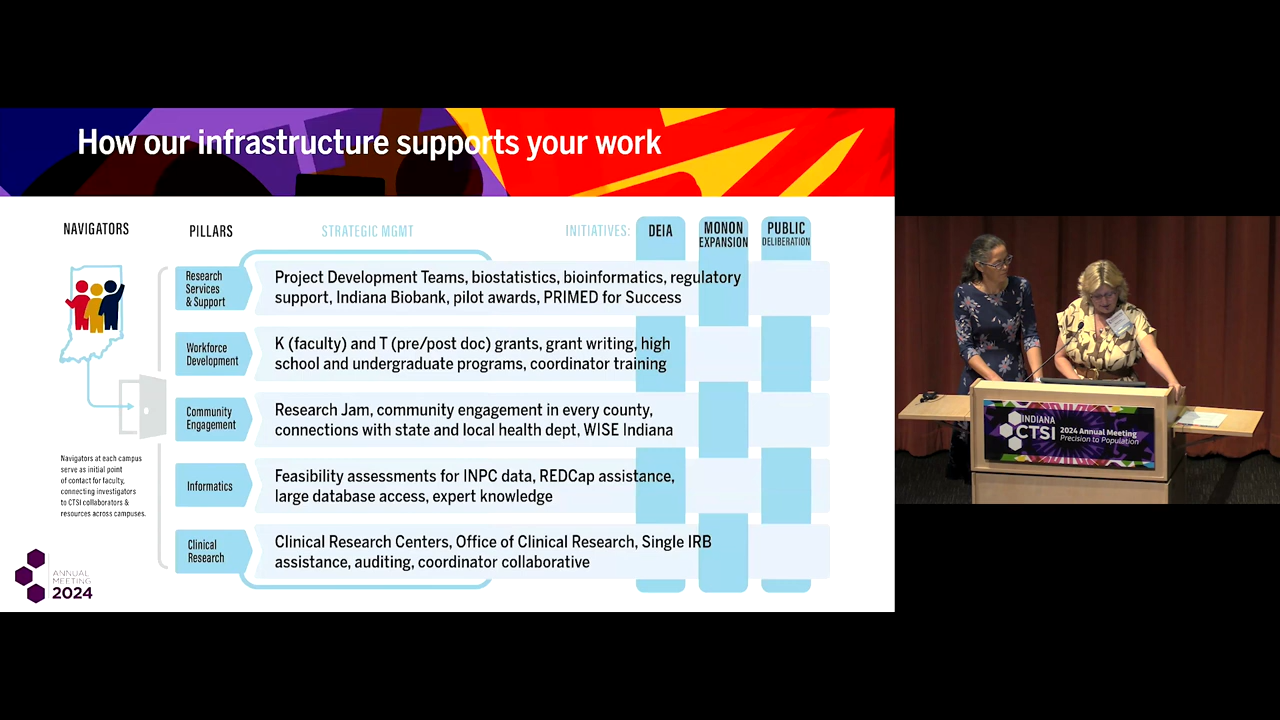 How our infrastructure supports your work
NAVIGATORS
PILLARS
STRATEGIC MGMT
INITIATIVES:
DEIA
MONON
EXPANSION
PUBLIC
DELIBERATION
Research
Services
& Support
Project Development Teams, biostatistics, bioinformatics, regulatory
support, Indiana Biobank, pilot awards, PRIMED for Success
Workforce
Development
K (faculty) and T (pre/post doc) grants, grant writing, high
school and undergraduate programs, coordinator training
Community
Engagement
Research Jam, community engagement in every county,
connections with state and local health dept, WISE Indiana
Informatics
Feasibility assessments for INPC data, REDCap assistance,
large database access, expert knowledge
Clinical
Research
Clinical Research Centers, Office of Clinical Research, Single IRB
assistance, auditing, coordinator collaborative
Navigators at each campus
serve as initial point
of contact for faculty,
connecting investigators
to CTSI collaborators &
resources across campuses.
ANNUAL
MEETING
2024
INDIANA
CTSI
2024 Annual Meeting
Precision to Population